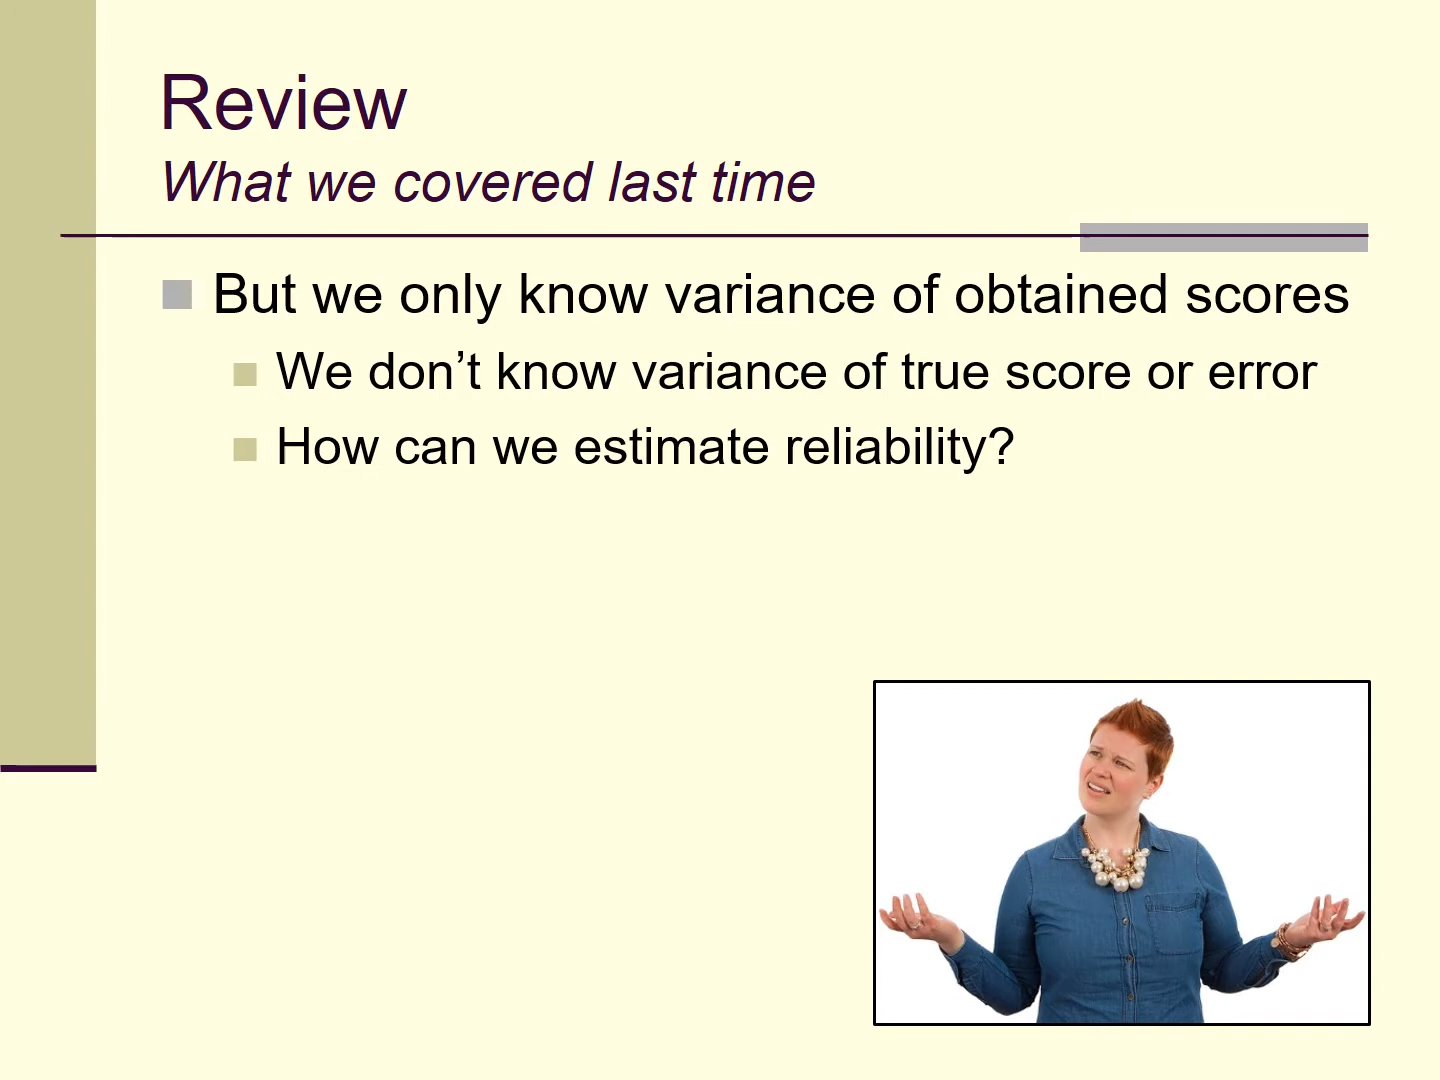 Review
What we covered last time
But we only know variance of obtained scores
We don’t know variance of true score or error
How can we estimate reliability?